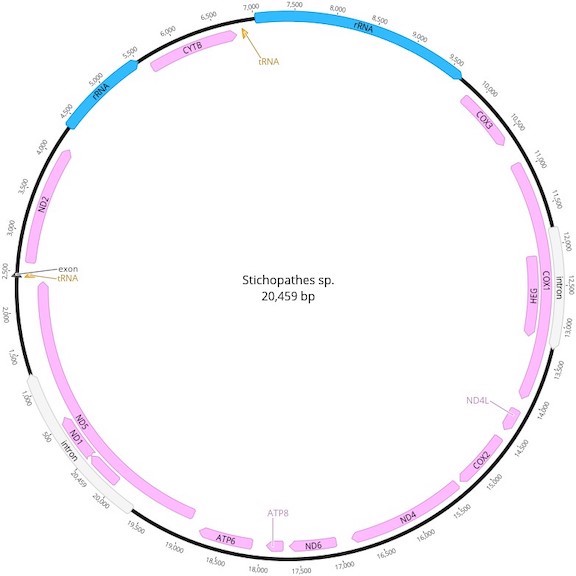 Stichopathes sp.
20,459 bp
7,000
7,500
8,000
8,500
9,000
9,500
10,000
10,500
11,000
11,500
12,000
12,500
13,000
13,500
14,000
14,500
15,000
15,500
16,000
16,500
17,000
17,500
18,000
18,500
19,000
19,500
20,000
20,459
500
1,000
1,500
2,000
2,500
3,000
3,500
4,000
4,500
5,000
5,500
6,000
6,500
rRNA
COX3
COX1
intron
HEG
ND4L
COX2
ND4
ND6
ATP8
ATP6
ND5
ND1
intron
tRNA
exon
ND2
rRNA
CYTB
tRNA